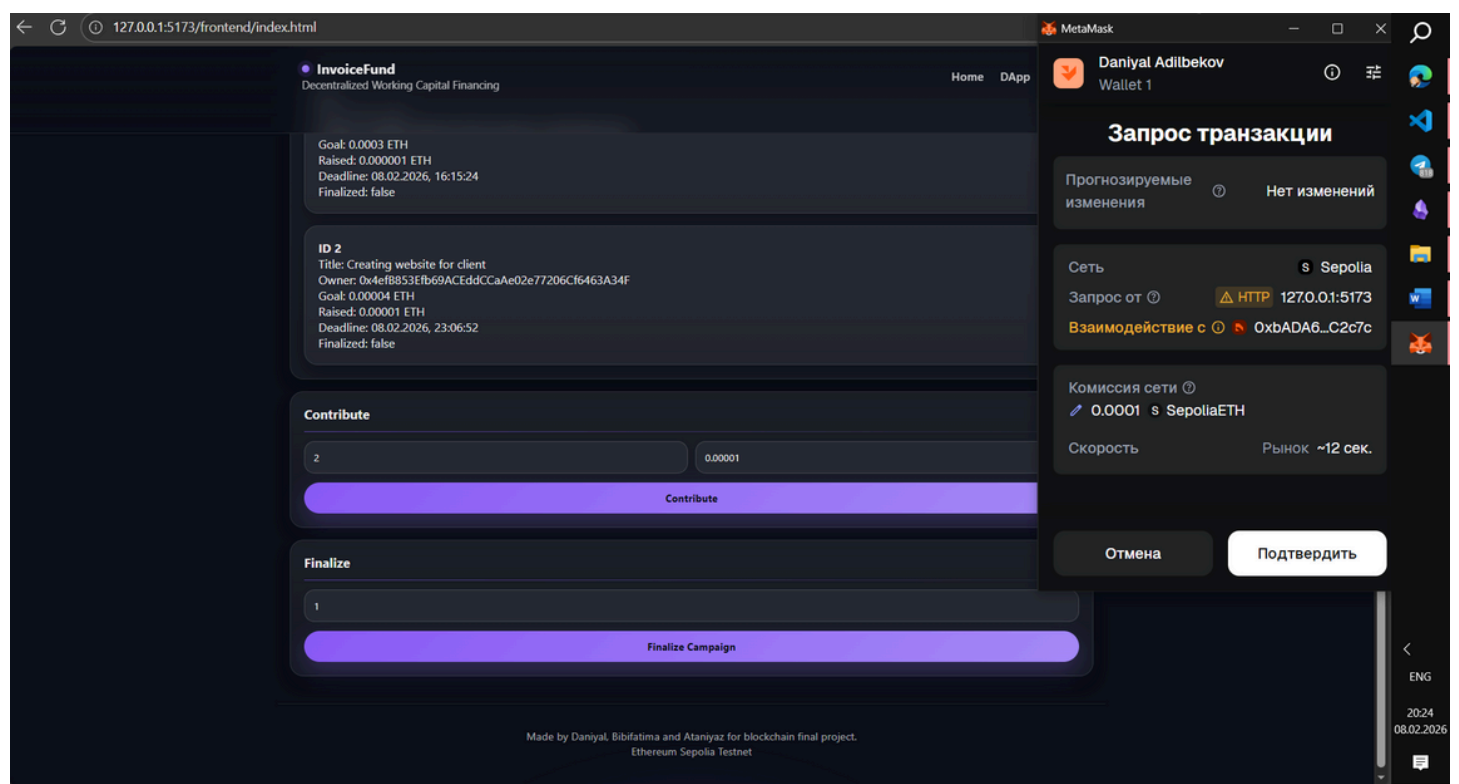 127.0.0.1:5173/frontend/index.html
InvoiceFund
Decentralized Working Capital Financing
Home DApp
Goal: 0.0003 ETH
Raised: 0.000001 ETH
Deadline: 08.02.2026, 16:15:24
Finalized: false
ID 2
Title: Creating website for client
Owner: 0x4efB853Efb69ACEddCCaAe02e77206Cf6463A34F
Goal: 0.00004 ETH
Raised: 0.00001 ETH
Deadline: 08.02.2026, 23:06:52
Finalized: false
Contribute
2 0.00001
Contribute
Finalize
1
Finalize Campaign
Made by Daniyal, Bibifatima and Ataniyaz for blockchain final project.
Ethereum Sepolia Testnet
MetaMask
Daniyal Adilbekov
Wallet 1
Запрос транзакции
Прогнозируемые
изменения
Нет изменений
Сеть S Sepolia
Запрос от HTTP 127.0.0.1:5173
Взаимодействие с 0xbADA6...C2c7c
Комиссия сети
0.0001 S SepoliaETH
Скорость Рынок ~12 сек.
Отмена Подтвердить
ENG
20:24
08.02.2026